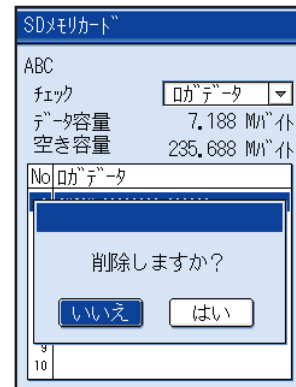 SDﾒﾓﾘｶｰﾄﾞ
ABC
ﾁｪｯｸ ﾛｸﾞﾃﾞｰﾀ
ﾃﾞｰﾀ容量 7.188 Mﾊﾞｲﾄ
空き容量 235.688 Mﾊﾞｲﾄ
No ﾛｸﾞﾃﾞｰﾀ
削除しますか？
いいえ はい
9
10